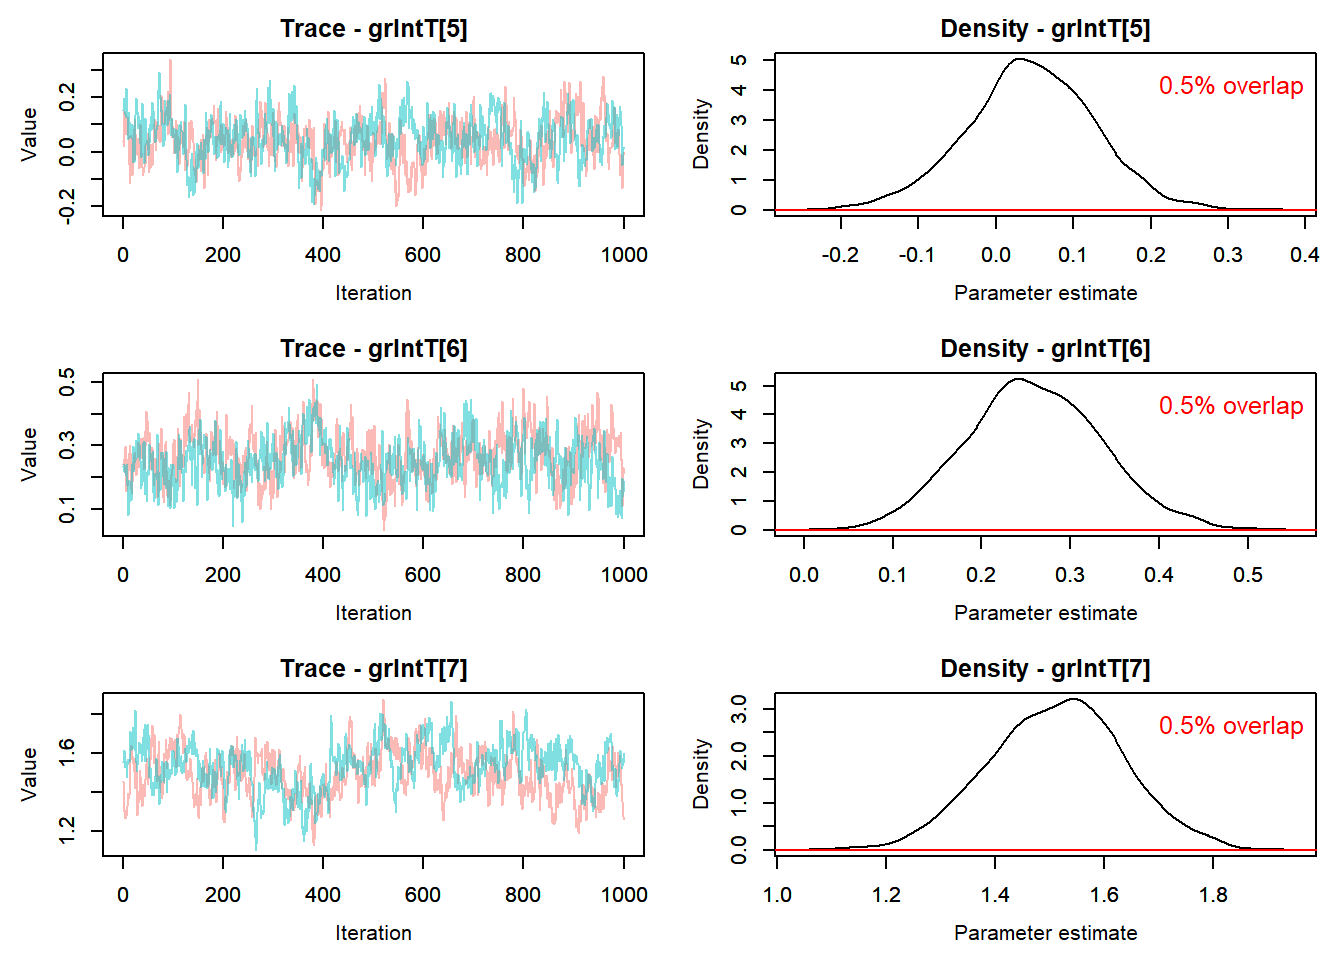 Trace - grIntT[5]
Value
-0.2 0.0 0.2
0 200 400 600 800 1000
Iteration
Density - grIntT[5]
0.5% overlap
Density
0 1 2 3 4 5
-0.2 -0.1 0.0 0.1 0.2 0.3 0.4
Parameter estimate
Trace - grIntT[6]
Value
0.1 0.3 0.5
0 200 400 600 800 1000
Iteration
Density - grIntT[6]
0.5% overlap
Density
0 1 2 3 4 5
0.0 0.1 0.2 0.3 0.4 0.5
Parameter estimate
Trace - grIntT[7]
Value
1.2 1.6
0 200 400 600 800 1000
Iteration
Density - grIntT[7]
0.5% overlap
Density
0.0 1.0 2.0 3.0
1.0 1.2 1.4 1.6 1.8
Parameter estimate